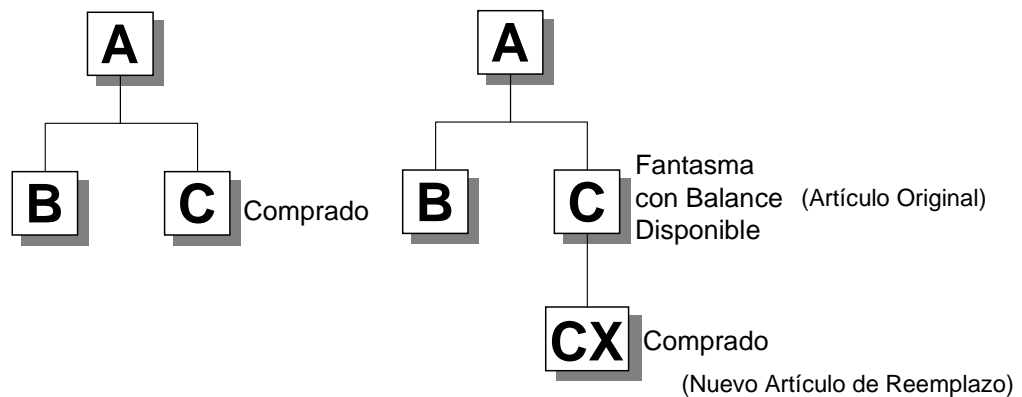 A
B
C
Comprado
A
B
C
Fantasma
con Balance
Disponible
(Artículo Original)
CX
Comprado
(Nuevo Artículo de Reemplazo)